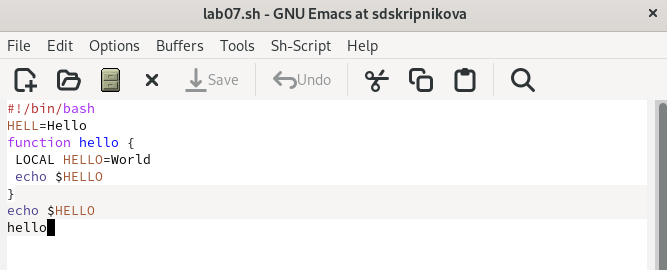 lab07.sh - GNU Emacs at sdskripnikova
File Edit Options Buffers Tools Sh-Script Help
Save Undo
#!/bin/bash
HELL=Hello
function hello {
 LOCAL HELLO=World
 echo $HELLO
}
echo $HELLO
hello